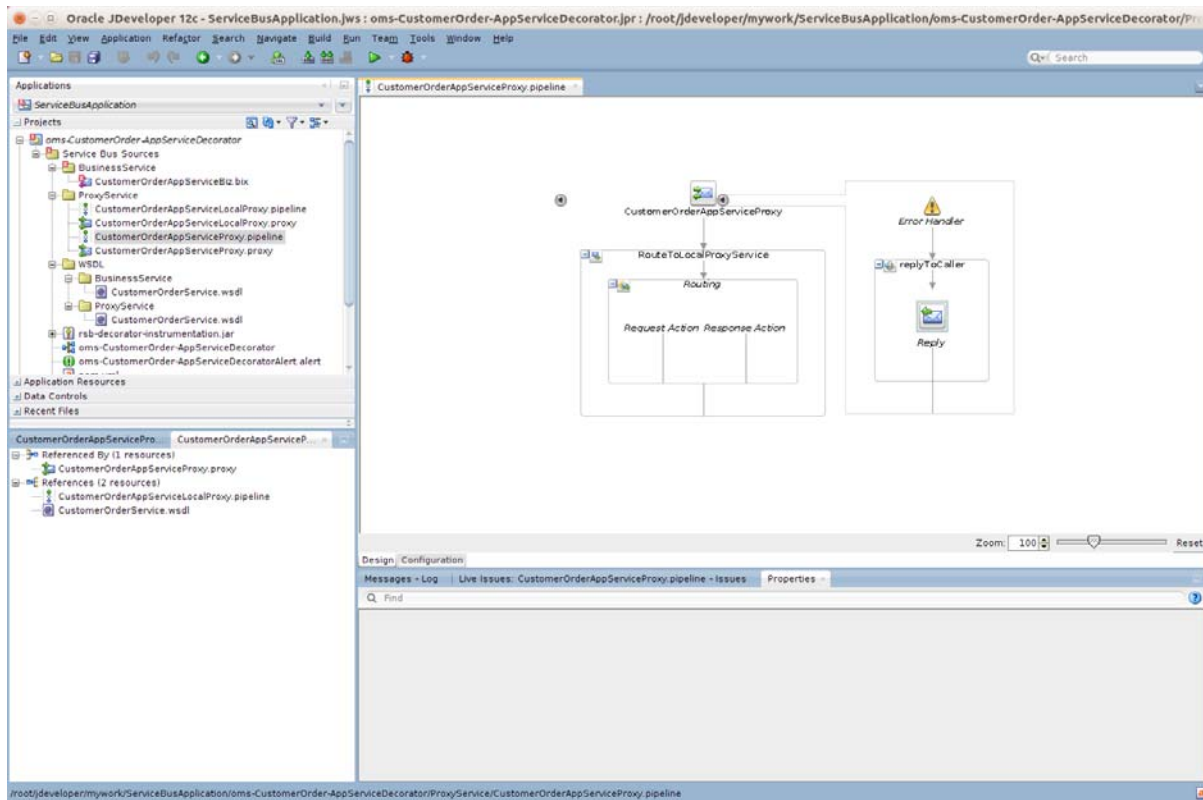 Oracle JDeveloper 12c - ServiceBusApplication.jws : oms-CustomerOrder-AppServiceDecorator.jpr : /root/jdeveloper/mywork/ServiceBusApplication/oms-CustomerOrder-AppServiceDecorator/Pr
File Edit View Application Refactor Search Navigate Build Run Team Tools Window Help
Search
Applications
CustomerOrderAppServiceProxy.pipeline
ServiceBusApplication
Projects
oms-CustomerOrder-AppServiceDecorator
Service Bus Sources
BusinessService
CustomerOrderAppServiceBiz.bix
ProxyService
CustomerOrderAppServiceLocalProxy.pipeline
CustomerOrderAppServiceLocalProxy.proxy
CustomerOrderAppServiceProxy.pipeline
CustomerOrderAppServiceProxy.proxy
WSDL
BusinessService
CustomerOrderService.wsdl
ProxyService
CustomerOrderService.wsdl
rsb-decorator-instrumentation.jar
oms-CustomerOrder-AppServiceDecorator
oms-CustomerOrder-AppServiceDecoratorAlert.alert
Application Resources
Data Controls
Recent Files
CustomerOrderAppServicePro... CustomerOrderAppServiceP...
Referenced By (1 resources)
CustomerOrderAppServiceProxy.proxy
References (2 resources)
CustomerOrderAppServiceLocalProxy.pipeline
CustomerOrderService.wsdl
CustomerOrderAppServiceProxy
RouteToLocalProxyService
Routing
Request Action Response Action
Error Handler
replyToCaller
Reply
Zoom: 100 Reset
Design Configuration
Messages - Log Live Issues: CustomerOrderAppServiceProxy.pipeline - Issues Properties
Find
/root/jdeveloper/mywork/ServiceBusApplication/oms-CustomerOrder-AppServiceDecorator/ProxyService/CustomerOrderAppServiceProxy.pipeline